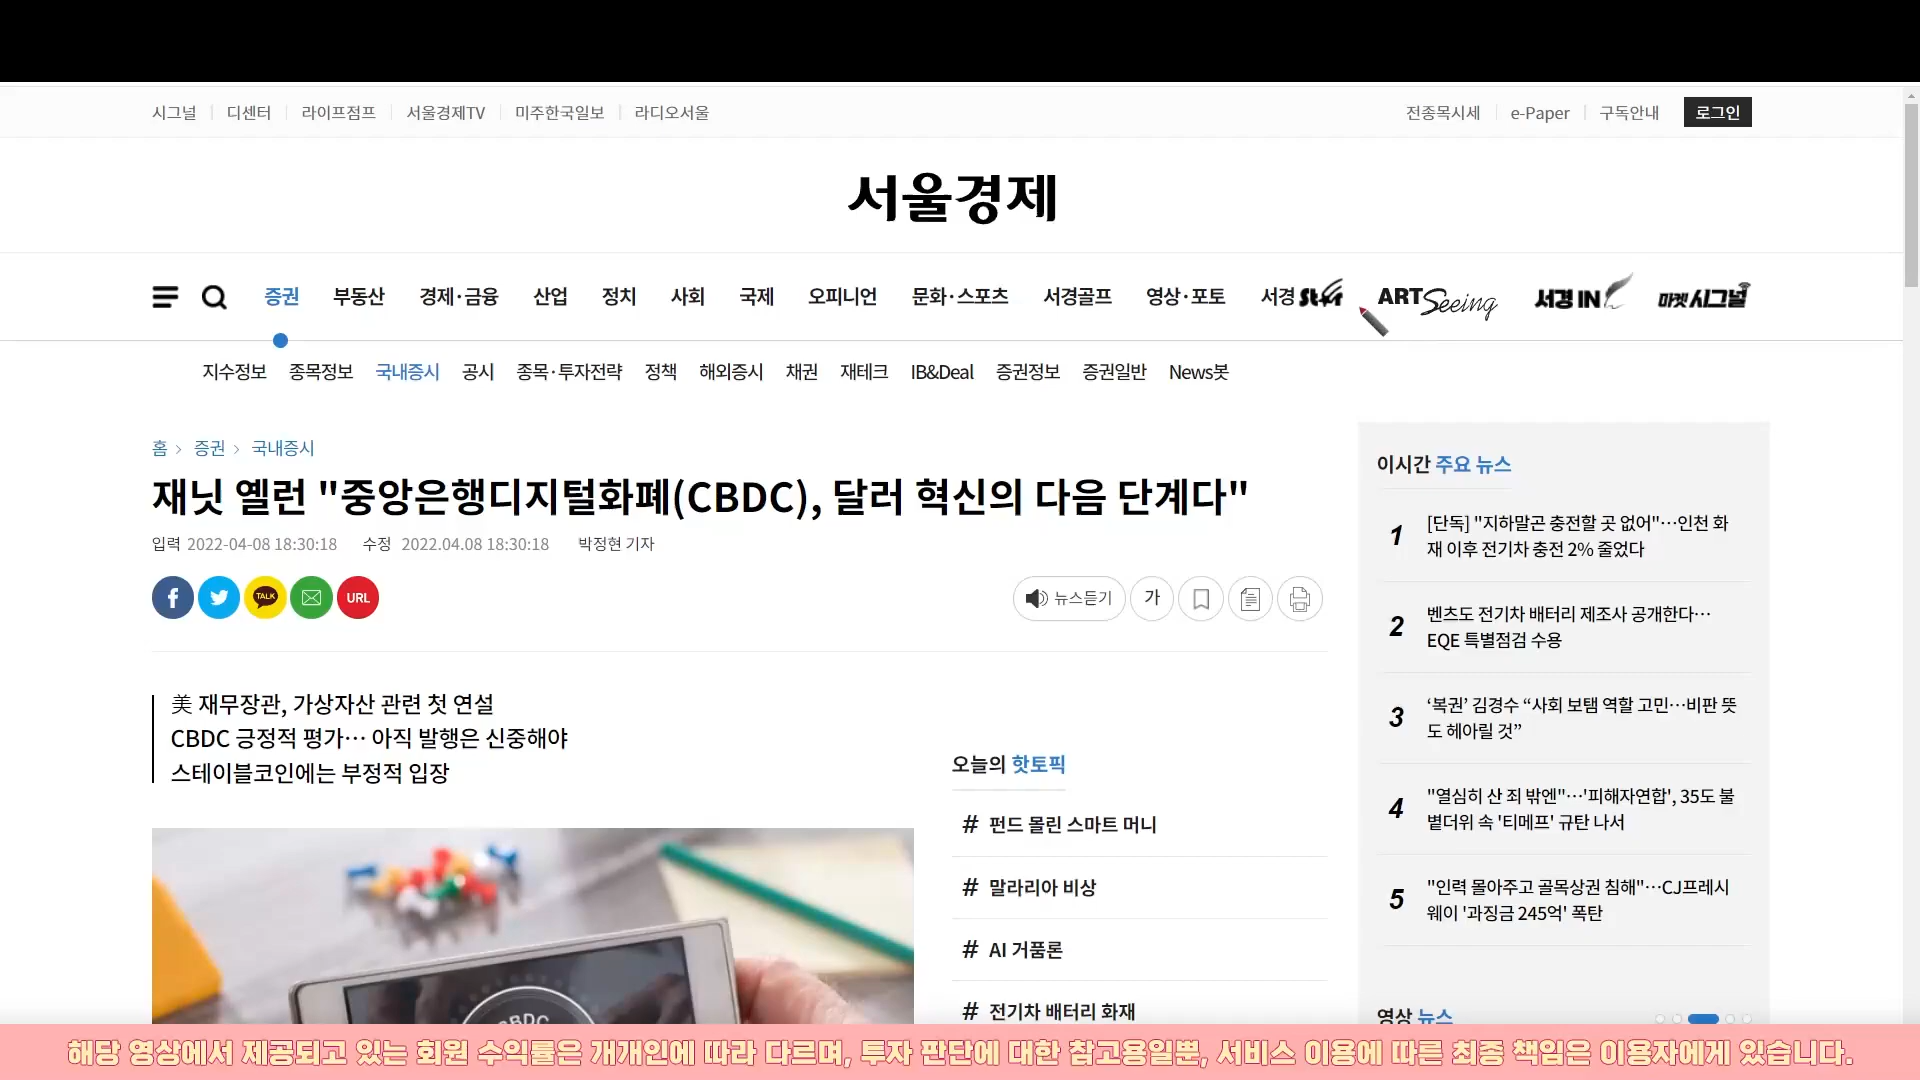 시그널
디센터
라이프점프
서울경제TV
미주한국일보
라디오서울
전종목시세
e-Paper
구독안내
로그인
서울경제
증권
부동산
경제·금융
산업
정치
사회
국제
오피니언
문화·스포츠
서경골프
영상·포토
서경 Star
ART Seeing
서경 IN
마켓시그널
지수정보
종목정보
국내증시
공시
종목·투자전략
정책
해외증시
채권
재테크
IB&Deal
증권정보
증권일반
News봇
홈 > 증권 > 국내증시
재닛 옐런 "중앙은행디지털화폐(CBDC), 달러 혁신의 다음 단계다"
입력 2022-04-08 18:30:18 수정 2022.04.08 18:30:18 박정현 기자
TALK
URL
뉴스듣기
가
美 재무장관, 가상자산 관련 첫 연설
CBDC 긍정적 평가… 아직 발행은 신중해야
스테이블코인에는 부정적 입장
CBDC
오늘의 핫토픽
# 펀드 몰린 스마트 머니
# 말라리아 비상
# AI 거품론
# 전기차 배터리 화재
이시간 주요 뉴스
1
[단독] "지하말곤 충전할 곳 없어"…인천 화
재 이후 전기차 충전 2% 줄었다
2
벤츠도 전기차 배터리 제조사 공개한다…
EQE 특별점검 수용
3
‘복권’ 김경수 “사회 보탬 역할 고민…비판 뜻
도 헤아릴 것”
4
"열심히 산 죄 밖엔"…'피해자연합', 35도 불
볕더위 속 '티메프' 규탄 나서
5
"인력 몰아주고 골목상권 침해"…CJ프레시
웨이 '과징금 245억' 폭탄
영상 뉴스
해당 영상에서 제공되고 있는 회원 수익률은 개개인에 따라 다르며, 투자 판단에 대한 참고용일뿐, 서비스 이용에 따른 최종 책임은 이용자에게 있습니다.